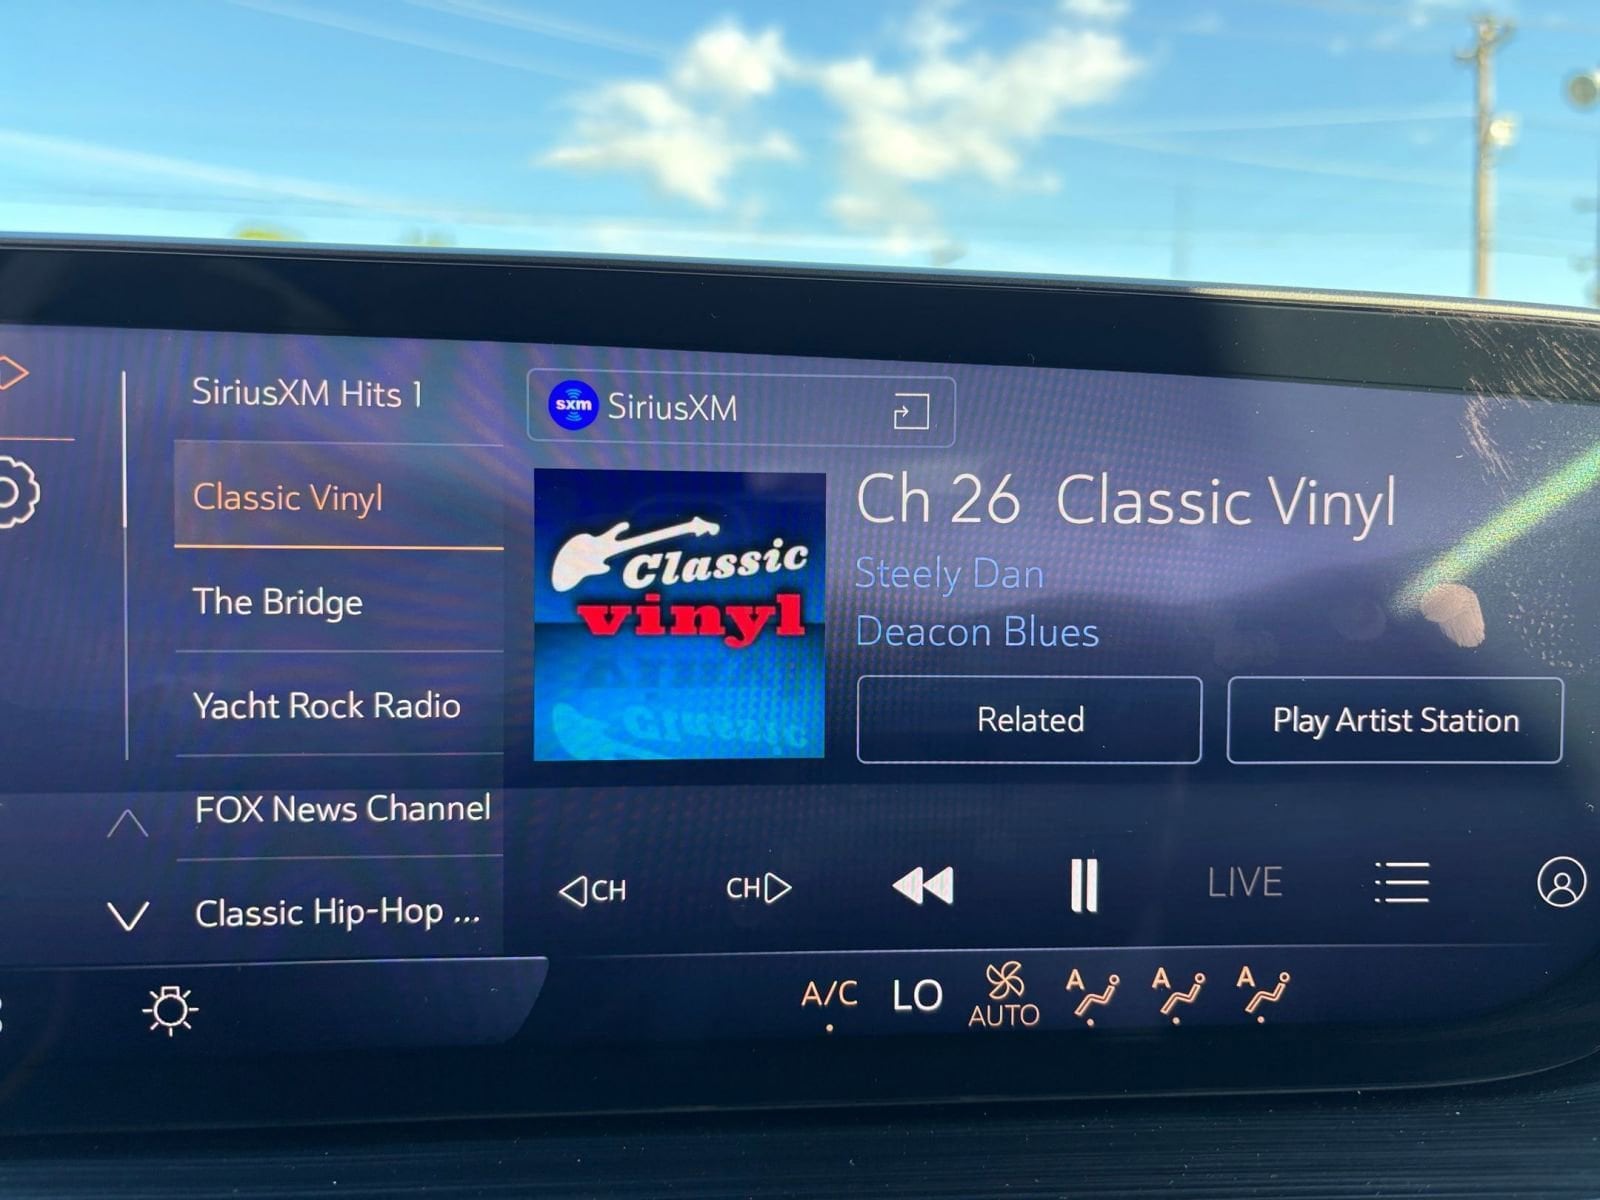 SiriusXM Hits 1
Classic Vinyl
The Bridge
Yacht Rock Radio
FOX News Channel
Classic Hip-Hop ...
sxm SiriusXM
Classic
vinyl
Ch 26 Classic Vinyl
Steely Dan
Deacon Blues
Related
Play Artist Station
CH
CH
LIVE
A/C
LO
AUTO
A
A
A